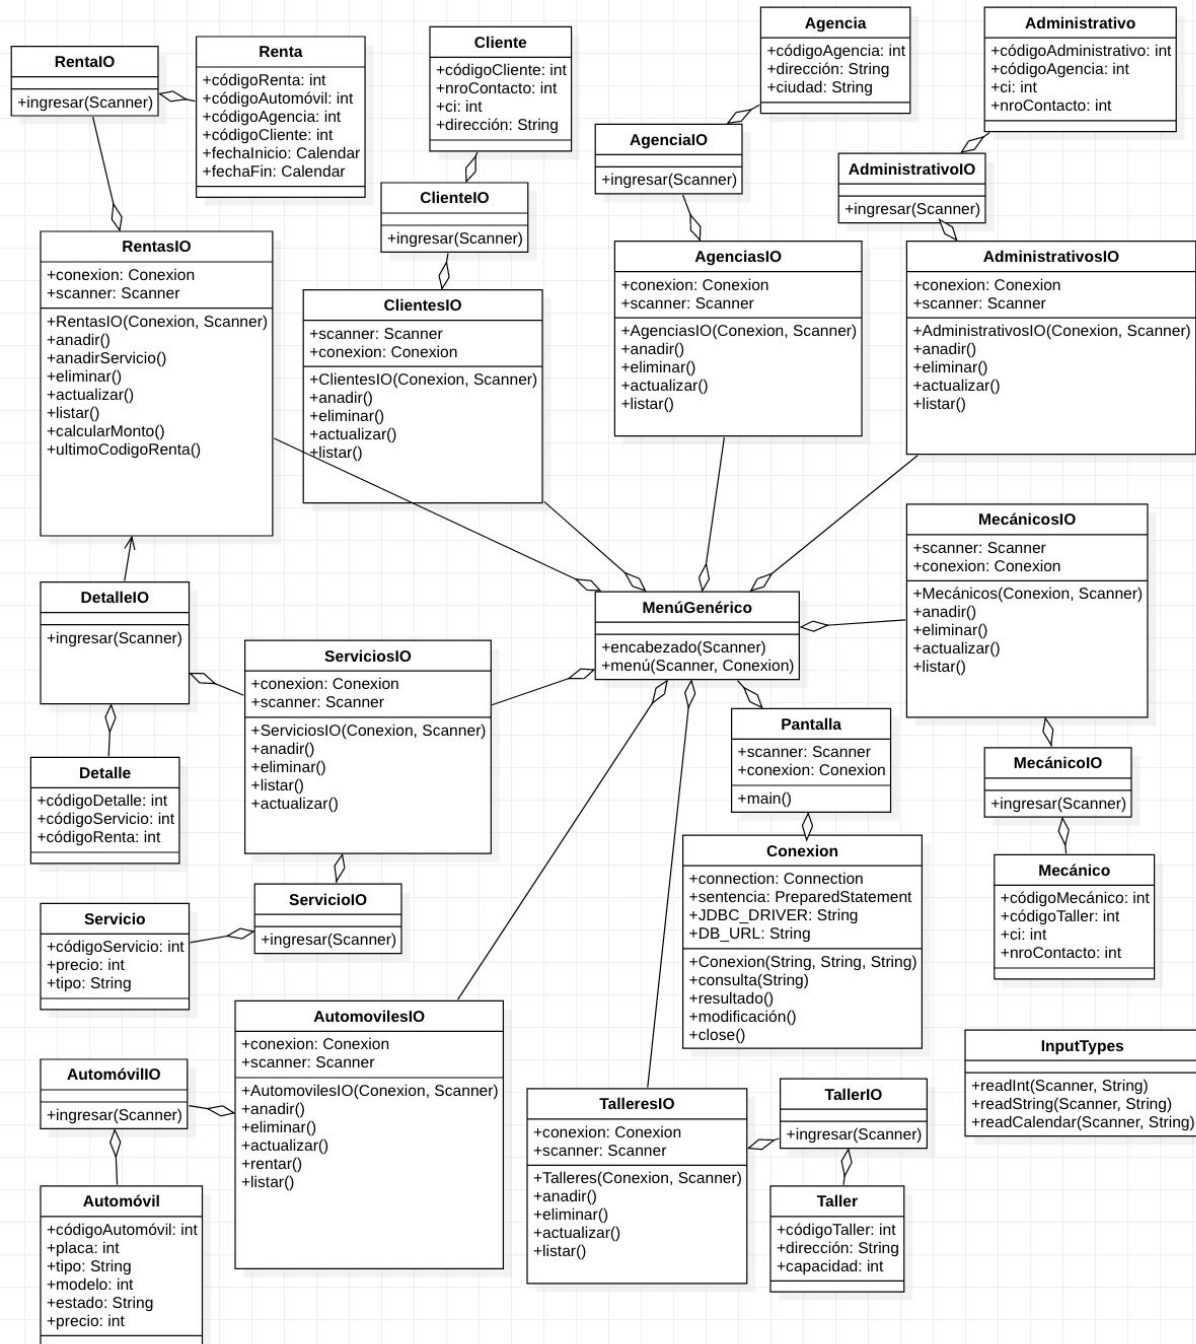 RentaIO
+ingresar(Scanner)
Renta
+códigoRenta: int
+códigoAutomóvil: int
+códigoAgencia: int
+códigoCliente: int
+fechaInicio: Calendar
+fechaFin: Calendar
Cliente
+códigoCliente: int
+nroContacto: int
+ci: int
+dirección: String
Agencia
+códigoAgencia: int
+dirección: String
+ciudad: String
Administrativo
+códigoAdministrativo: int
+códigoAgencia: int
+ci: int
+nroContacto: int
AgenciaIO
+ingresar(Scanner)
AdministrativoIO
+ingresar(Scanner)
ClienteIO
+ingresar(Scanner)
RentasIO
+conexion: Conexion
+scanner: Scanner
+RentasIO(Conexion, Scanner)
+anadir()
+anadirServicio()
+eliminar()
+actualizar()
+listar()
+calcularMonto()
+ultimoCodigoRenta()
ClientesIO
+scanner: Scanner
+conexion: Conexion
+ClientesIO(Conexion, Scanner)
+anadir()
+eliminar()
+actualizar()
+listar()
AgenciasIO
+conexion: Conexion
+scanner: Scanner
+AgenciasIO(Conexion, Scanner)
+anadir()
+eliminar()
+actualizar()
+listar()
AdministrativosIO
+conexion: Conexion
+scanner: Scanner
+AdministrativosIO(Conexion, Scanner)
+anadir()
+eliminar()
+actualizar()
+listar()
MecánicosIO
+scanner: Scanner
+conexion: Conexion
+Mecánicos(Conexion, Scanner)
+anadir()
+eliminar()
+actualizar()
+listar()
DetalleIO
+ingresar(Scanner)
MenúGenérico
+encabezado(Scanner)
+menú(Scanner, Conexion)
ServiciosIO
+conexion: Conexion
+scanner: Scanner
+ServiciosIO(Conexion, Scanner)
+anadir()
+eliminar()
+listar()
+actualizar()
Pantalla
+scanner: Scanner
+conexion: Conexion
+main()
MecánicoIO
+ingresar(Scanner)
Detalle
+códigoDetalle: int
+códigoServicio: int
+códigoRenta: int
Conexion
+connection: Connection
+sentencia: PreparedStatement
+JDBC_DRIVER: String
+DB_URL: String
+Conexion(String, String, String)
+consulta(String)
+resultado()
+modificación()
+close()
Mecánico
+códigoMecánico: int
+códigoTaller: int
+ci: int
+nroContacto: int
ServicioIO
+ingresar(Scanner)
Servicio
+códigoServicio: int
+precio: int
+tipo: String
AutomovilesIO
+conexion: Conexion
+scanner: Scanner
+AutomovilesIO(Conexion, Scanner)
+anadir()
+eliminar()
+actualizar()
+rentar()
+listar()
InputTypes
+readInt(Scanner, String)
+readString(Scanner, String)
+readCalendar(Scanner, String)
AutomóvilIO
+ingresar(Scanner)
TalleresIO
+conexion: Conexion
+scanner: Scanner
+Talleres(Conexion, Scanner)
+anadir()
+eliminar()
+actualizar()
+listar()
TallerIO
+ingresar(Scanner)
Automóvil
+códigoAutomóvil: int
+placa: int
+tipo: String
+modelo: int
+estado: String
+precio: int
Taller
+códigoTaller: int
+dirección: String
+capacidad: int